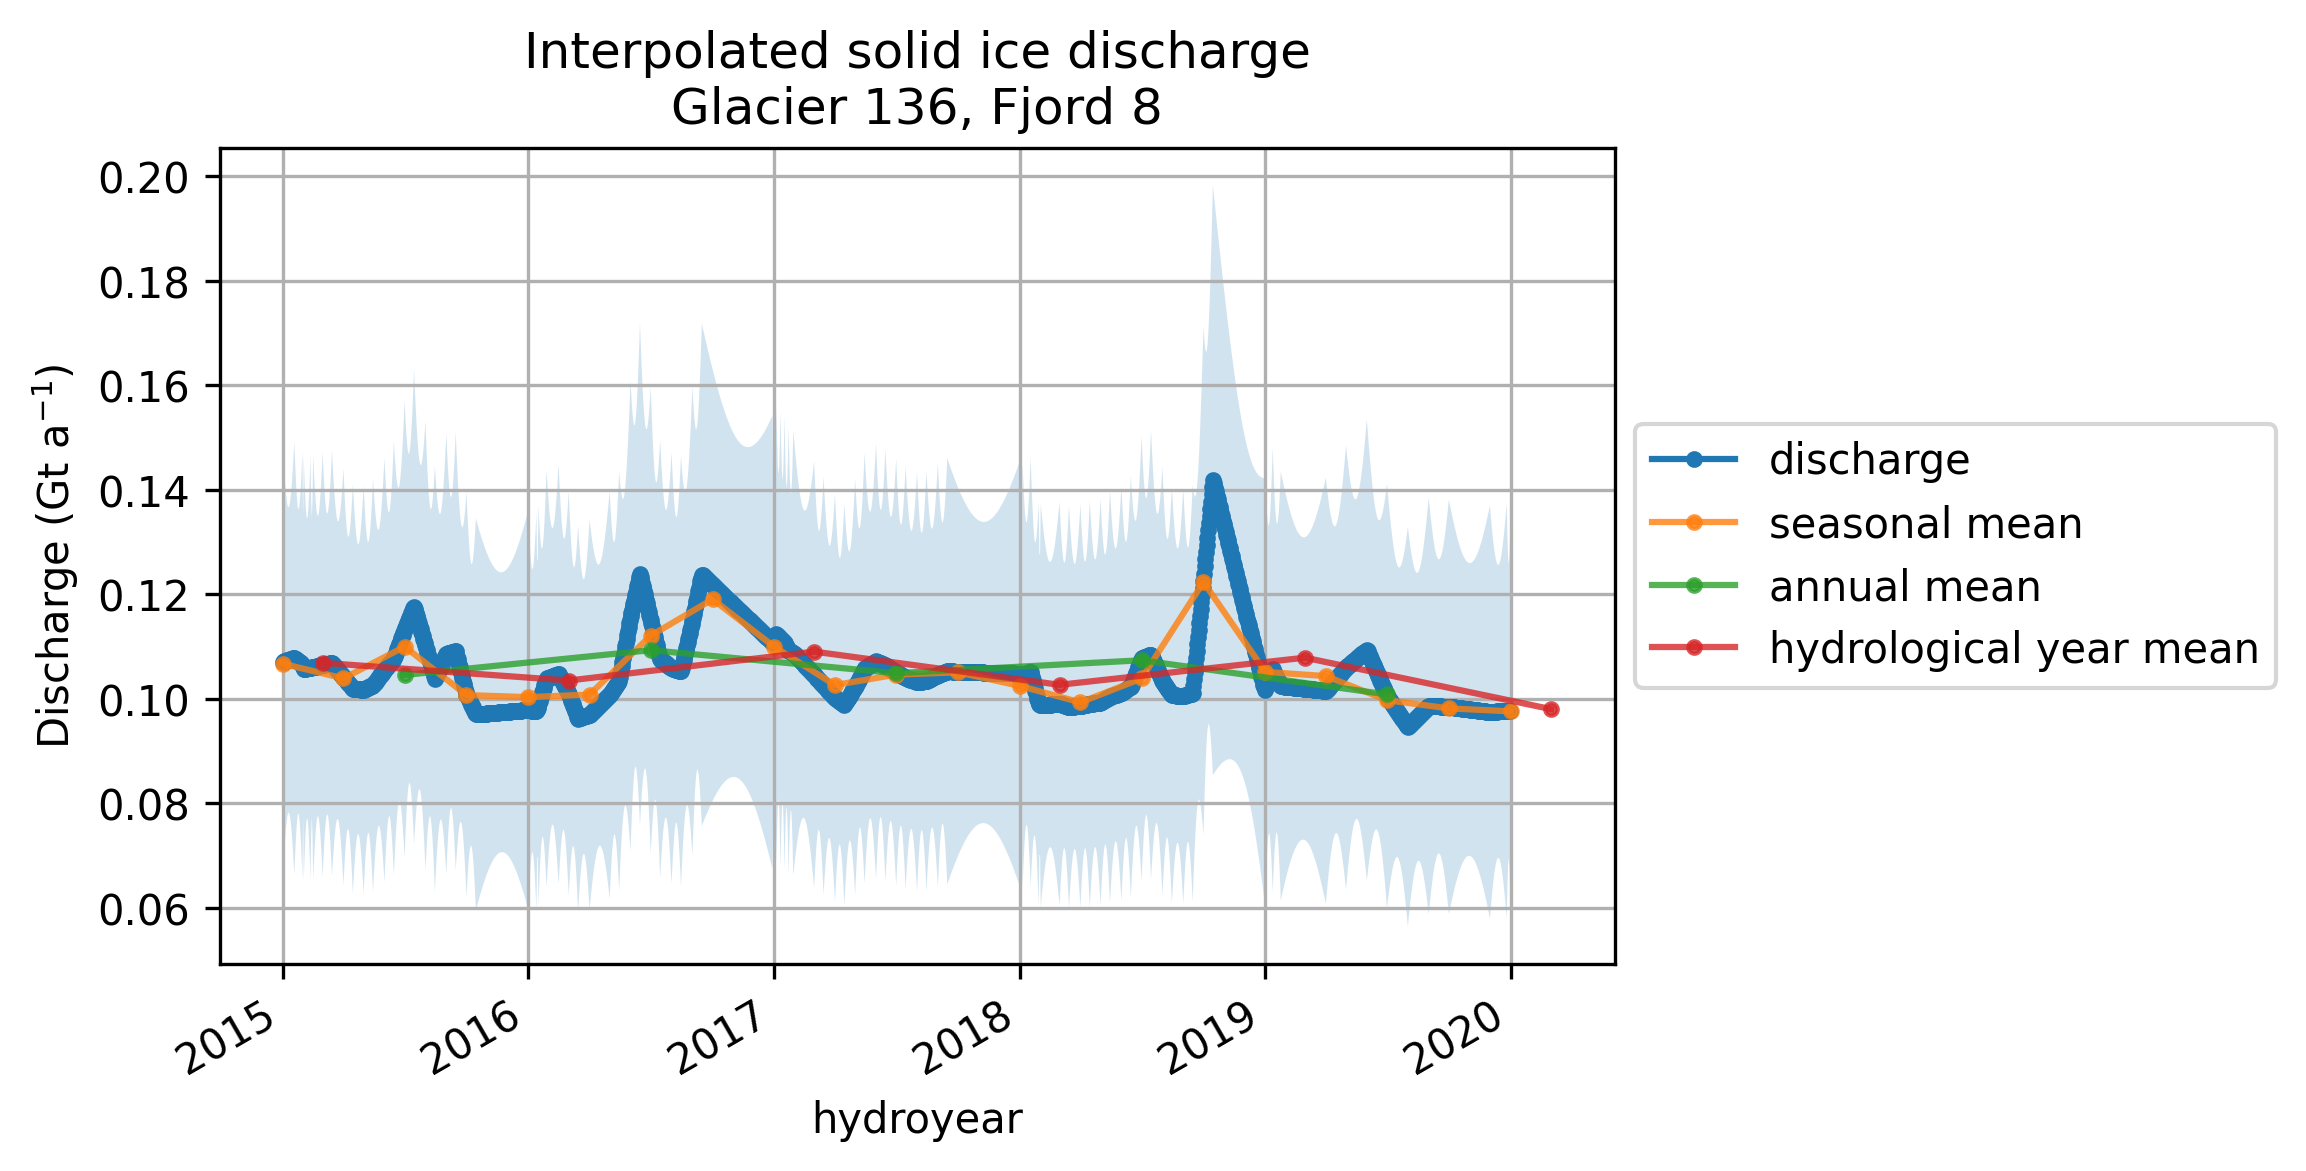 Interpolated solid ice discharge
Glacier 136, Fjord 8
Discharge (Gt a⁻¹)
0.20
0.18
0.16
0.14
0.12
0.10
0.08
0.06
2015
2016
2017
2018
2019
2020
hydroyear
discharge
seasonal mean
annual mean
hydrological year mean